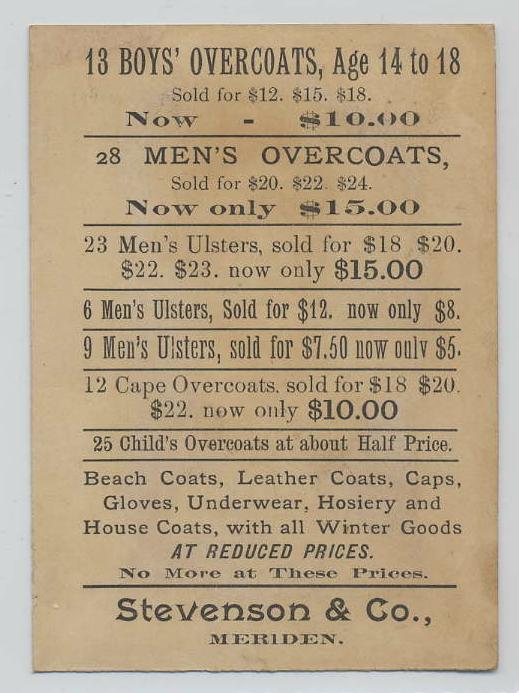 13 BOYS' OVERCOATS, Age 14 to 18
Sold for $12. $15. $18.
Now - $10.00
28 MEN'S OVERCOATS,
Sold for $20. $22. $24.
Now only $15.00
23 Men's Ulsters, sold for $18 $20.
$22. $23. now only $15.00
6 Men's Ulsters, Sold for $12. now only $8.
9 Men's Ulsters, sold for $7.50 now only $5.
12 Cape Overcoats. sold for $18 $20.
$22. now only $10.00
25 Child's Overcoats at about Half Price.
Beach Coats, Leather Coats, Caps,
Gloves, Underwear, Hosiery and
House Coats, with all Winter Goods
AT REDUCED PRICES.
No More at These Prices.
Stevenson & Co.,
MERIDEN.